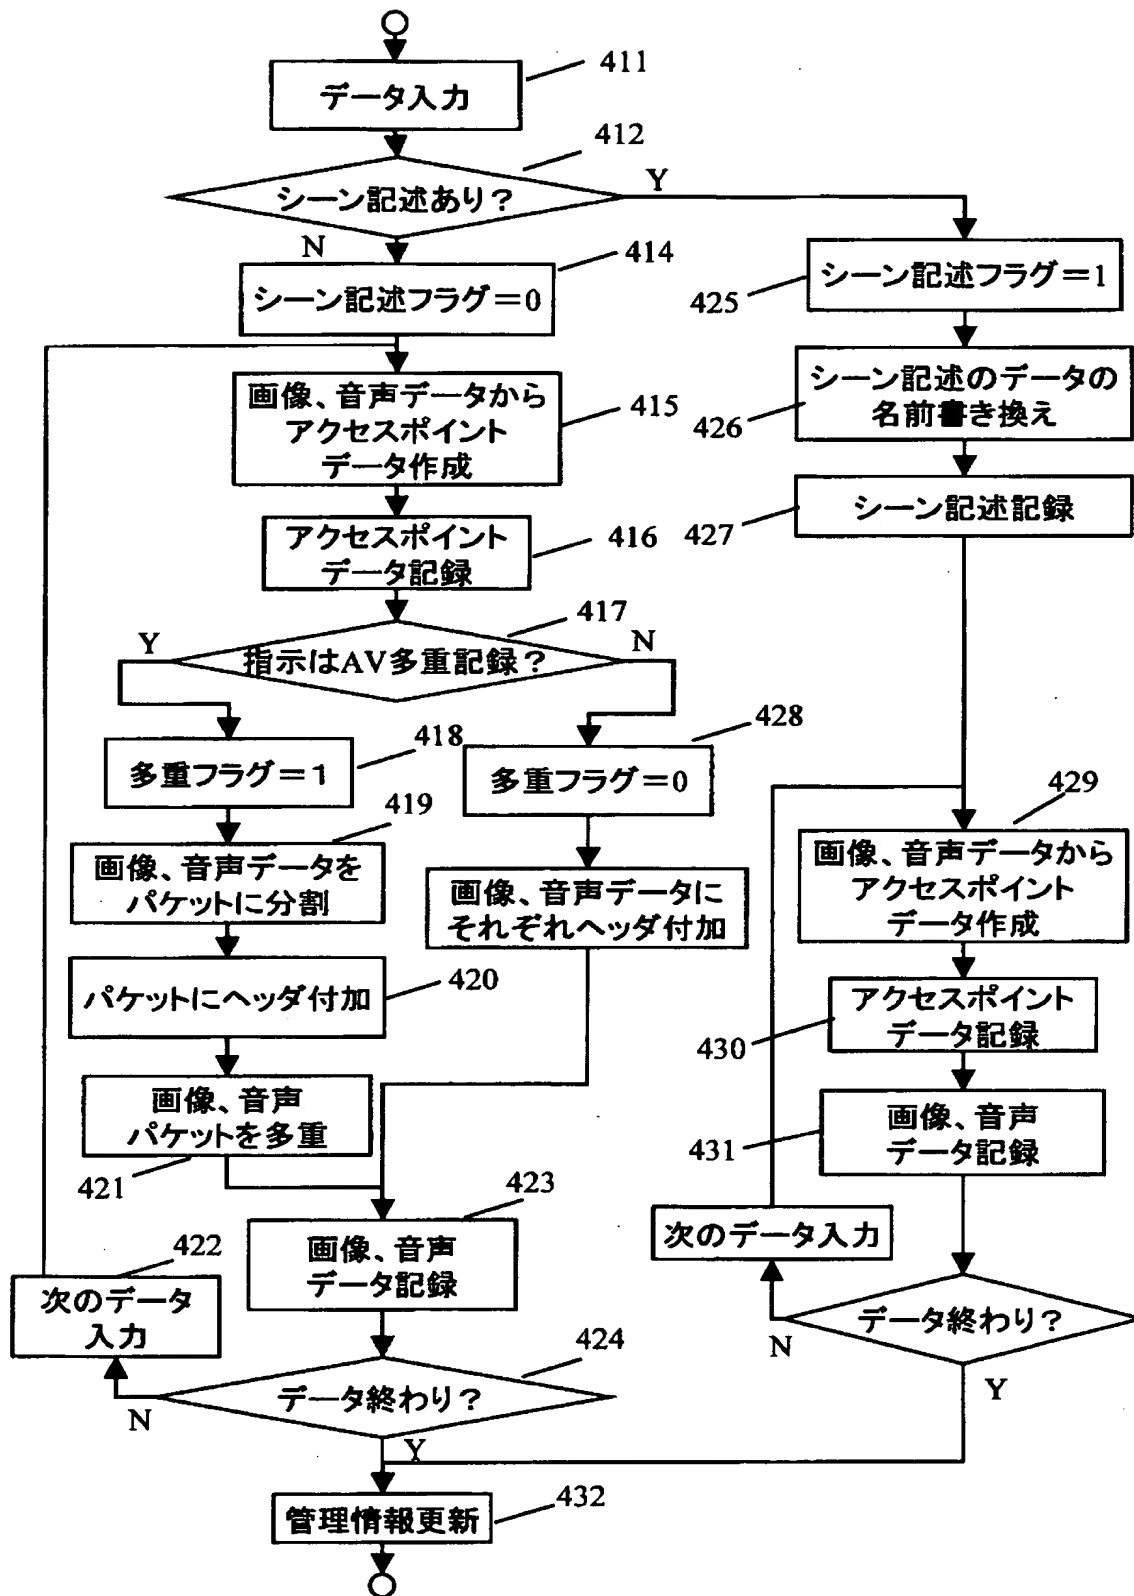 411
データ入力
412
シーン記述あり?
Y
N
414
シーン記述フラグ=0
425
シーン記述フラグ=1
画像、音声データから
アクセスポイント
データ作成
415
シーン記述のデータの
名前書き換え
426
アクセスポイント
データ記録
416
シーン記述記録
427
417
Y
N
指示はAV多重記録?
418
多重フラグ=1
428
多重フラグ=0
419
画像、音声データを
パケットに分割
画像、音声データに
それぞれヘッダ付加
429
画像、音声データから
アクセスポイント
データ作成
パケットにヘッダ付加
420
アクセスポイント
データ記録
430
画像、音声
パケットを多重
421
画像、音声
データ記録
431
423
画像、音声
データ記録
次のデータ入力
422
次のデータ
入力
データ終わり?
N
Y
424
データ終わり?
N
Y
管理情報更新
432